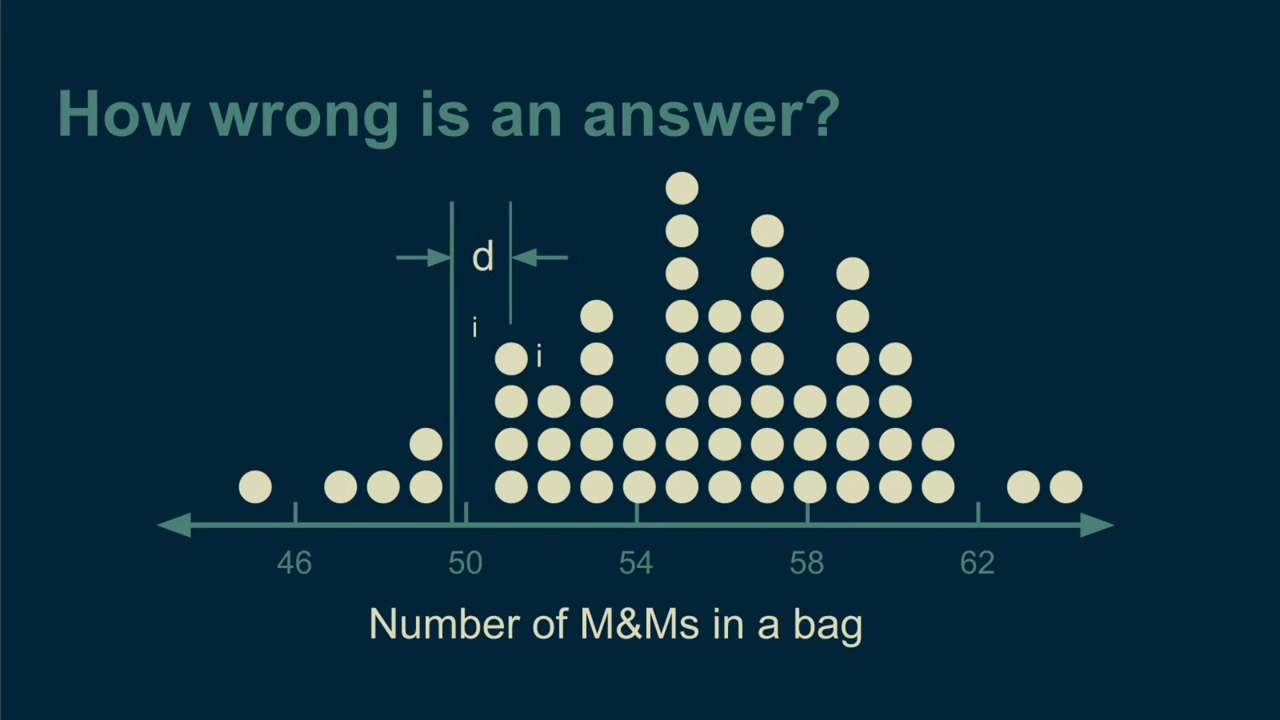 How wrong is an answer?
d
i
i
46 50 54 58 62
Number of M&Ms in a bag